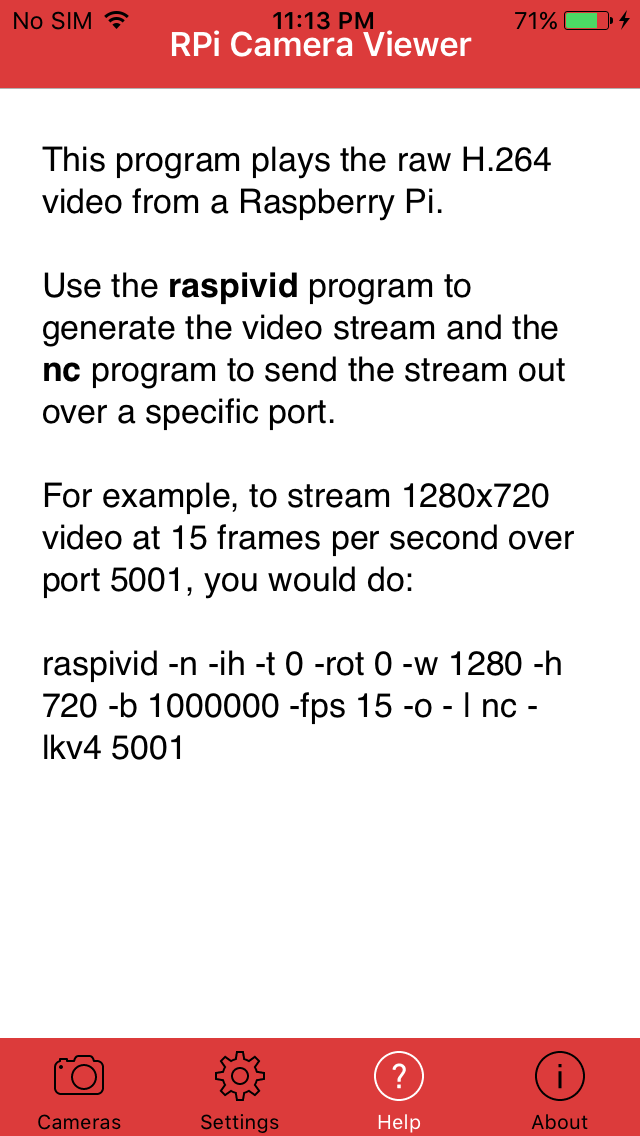 No SIM 11:13 PM 71%
RPi Camera Viewer
This program plays the raw H.264
video from a Raspberry Pi.
Use the raspivid program to
generate the video stream and the
nc program to send the stream out
over a specific port.
For example, to stream 1280x720
video at 15 frames per second over
port 5001, you would do:
raspivid -n -ih -t 0 -rot 0 -w 1280 -h
720 -b 1000000 -fps 15 -o - | nc -
lkv4 5001
Cameras Settings Help About